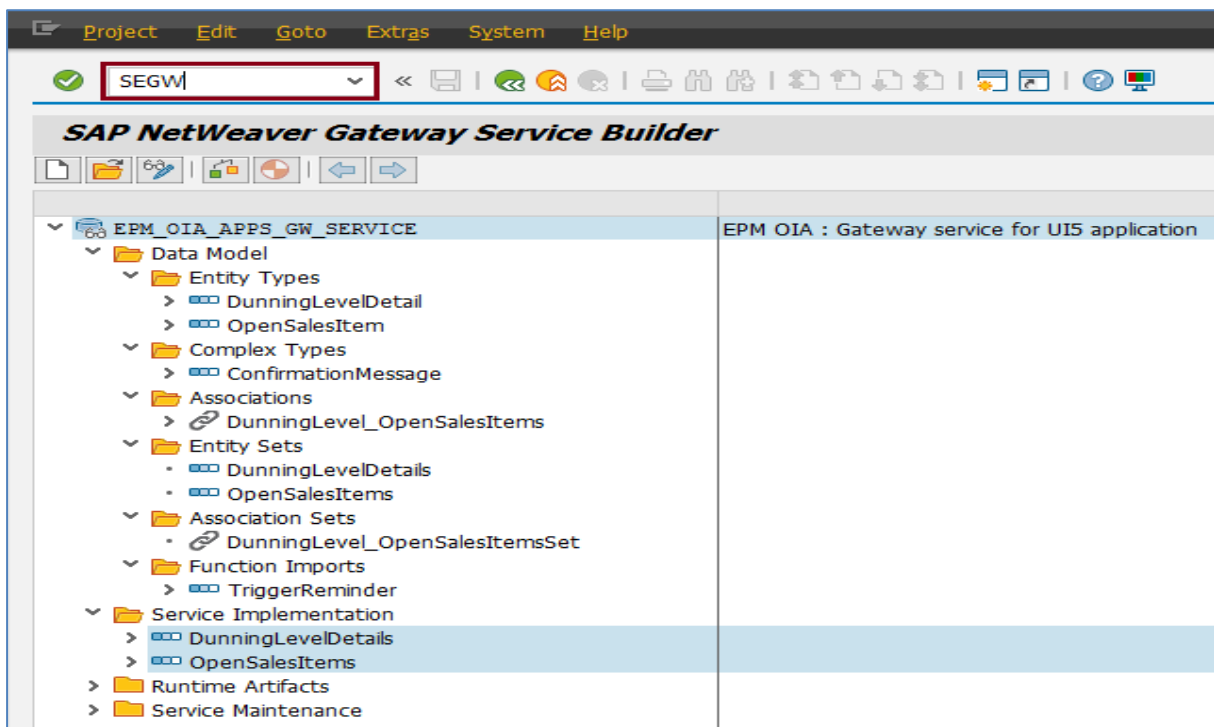 Project Edit Goto Extras System Help
SEGW
SAP NetWeaver Gateway Service Builder
EPM_OIA_APPS_GW_SERVICE EPM OIA : Gateway service for UI5 application
Data Model
Entity Types
DunningLevelDetail
OpenSalesItem
Complex Types
ConfirmationMessage
Associations
DunningLevel_OpenSalesItems
Entity Sets
DunningLevelDetails
OpenSalesItems
Association Sets
DunningLevel_OpenSalesItemsSet
Function Imports
TriggerReminder
Service Implementation
DunningLevelDetails
OpenSalesItems
Runtime Artifacts
Service Maintenance